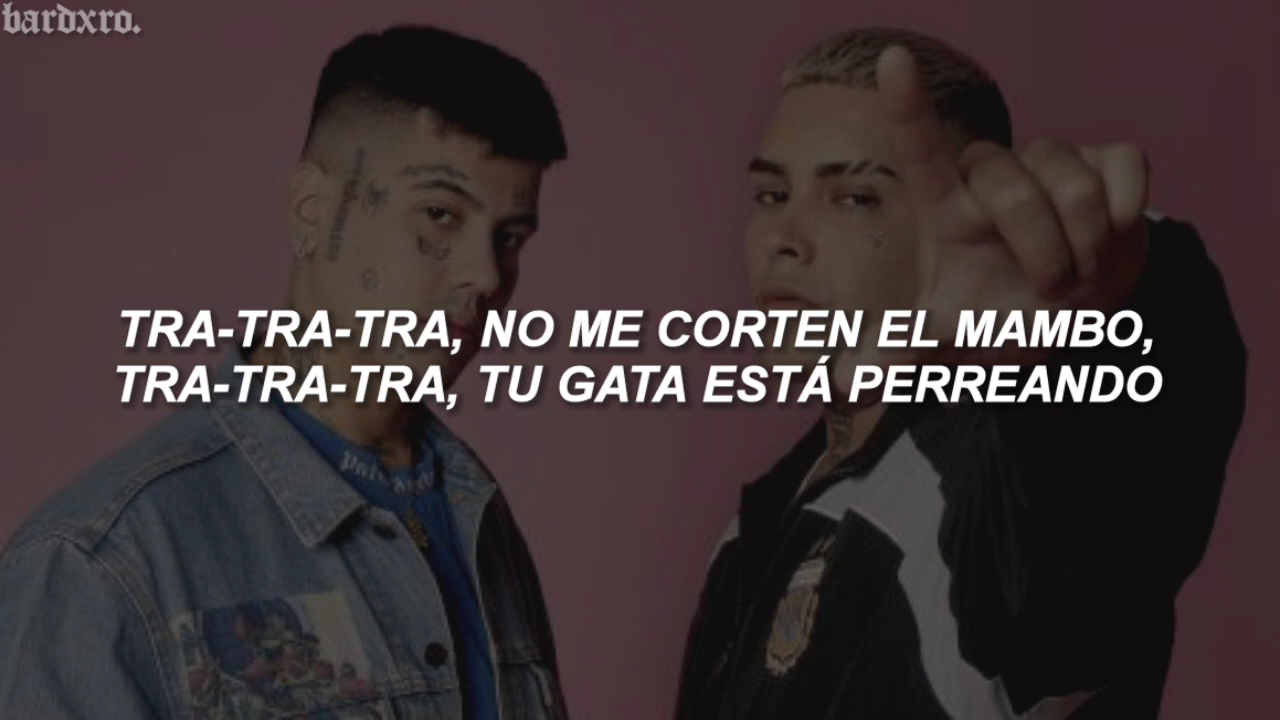 bardxro.
TRA-TRA-TRA, NO ME CORTEN EL MAMBO,
TRA-TRA-TRA, TU GATA ESTÁ PERREANDO